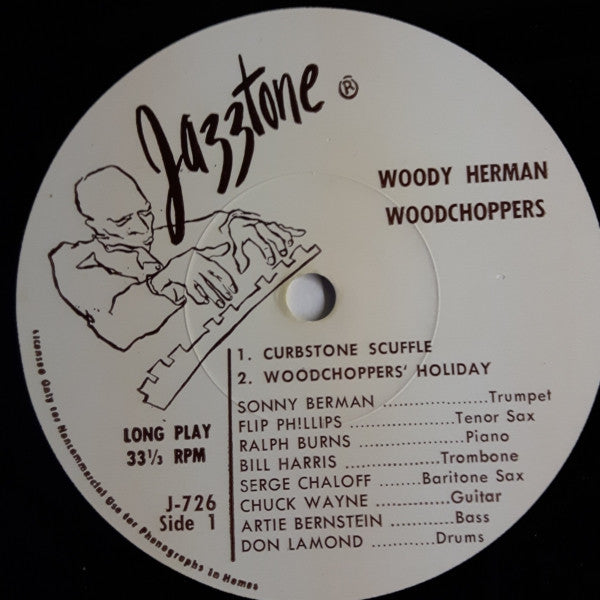 Jazztone ®
WOODY HERMAN
WOODCHOPPERS
1. CURBSTONE SCUFFLE
2. WOODCHOPPERS' HOLIDAY
SONNY BERMAN ..................Trumpet
FLIP PH!LLIPS ..................Tenor Sax
RALPH BURNS ...................Piano
BILL HARRIS ................Trombone
SERGE CHALOFF ........Baritone Sax
CHUCK WAYNE .............Guitar
ARTIE BERNSTEIN ...........Bass
DON LAMOND ...........Drums
LONG PLAY
33⅓ RPM
J-726
Side 1
Licensed Only for Noncommercial Use for Phonographs in Homes